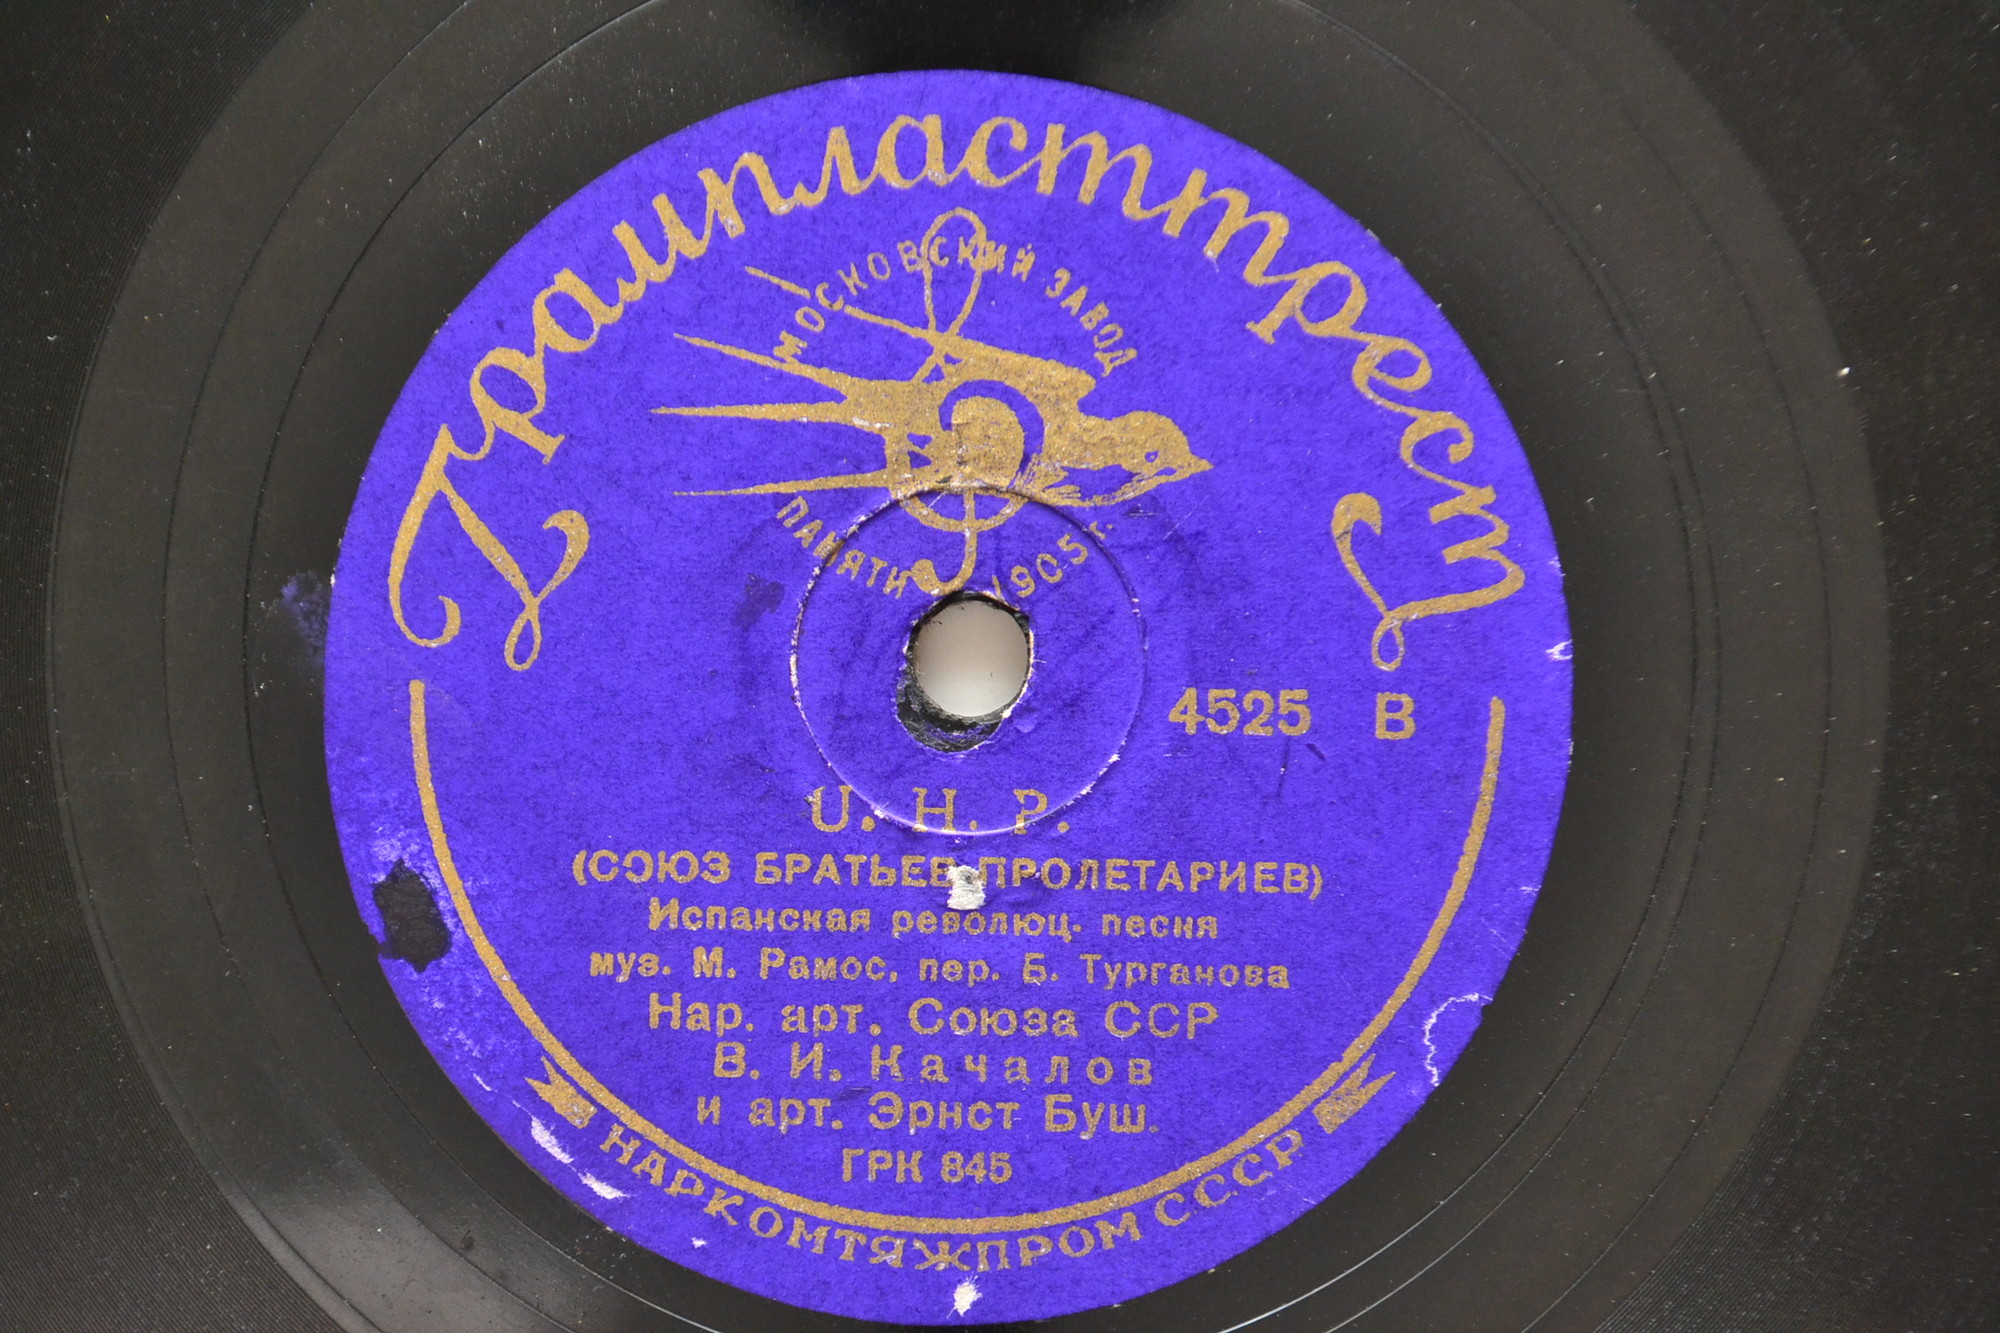 Грампласттрест
МОСКОВСКИЙ ЗАВОД
ПАМЯТИ 1905 г.
4525 В
U. H. P.
(СОЮЗ БРАТЬЕВ-ПРОЛЕТАРИЕВ)
Испанская революц. песня
муз. М. Рамос, пер. Б. Турганова
Нар. арт. Союза ССР
В. И. Качалов
и арт. Эрнст Буш.
ГРК 845
НАРКОМТЯЖПРОМ СССР